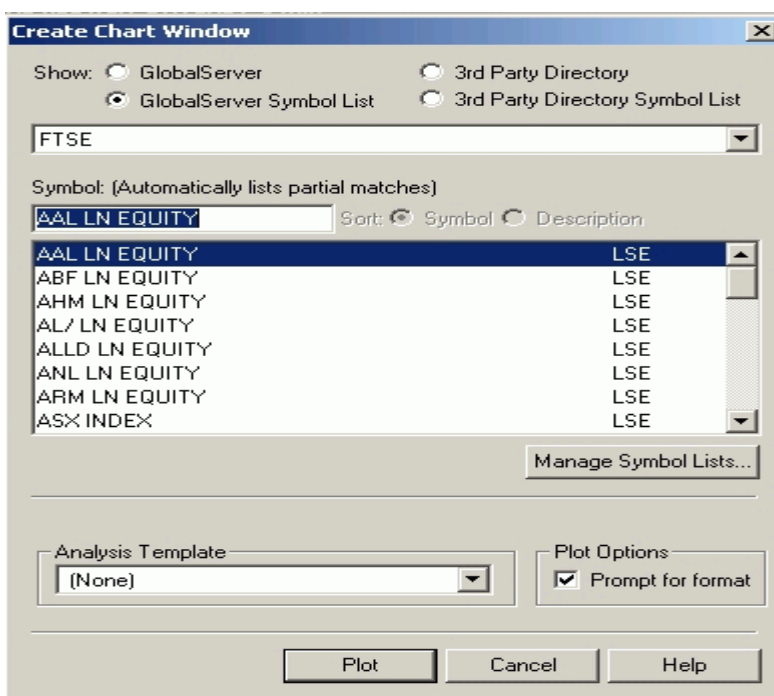 Create Chart Window
Show: GlobalServer 3rd Party Directory
GlobalServer Symbol List 3rd Party Directory Symbol List
FTSE
Symbol: (Automatically lists partial matches)
AAL LN EQUITY Sort: Symbol Description
AAL LN EQUITY LSE
ABF LN EQUITY LSE
AHM LN EQUITY LSE
AL/ LN EQUITY LSE
ALLD LN EQUITY LSE
ANL LN EQUITY LSE
ARM LN EQUITY LSE
ASX INDEX LSE
Manage Symbol Lists...
Analysis Template Plot Options
(None) Prompt for format
Plot Cancel Help